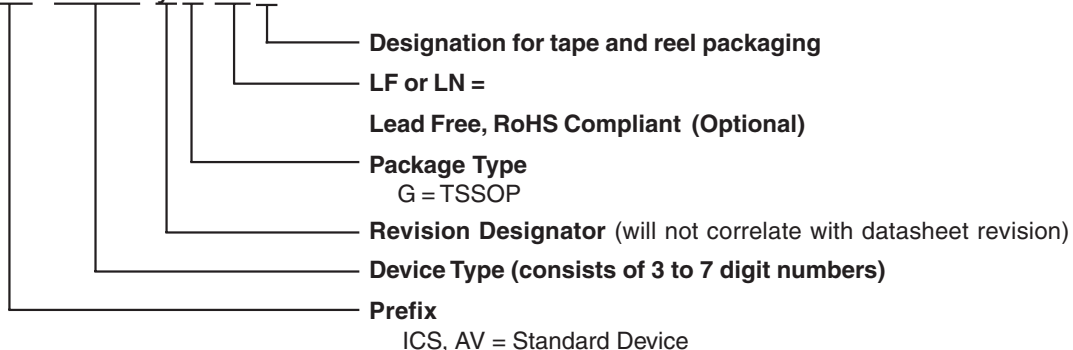 Designation for tape and reel packaging
LF or LN =
Lead Free, RoHS Compliant (Optional)
Package Type
G = TSSOP
Revision Designator (will not correlate with datasheet revision)
Device Type (consists of 3 to 7 digit numbers)
Prefix
ICS, AV = Standard Device